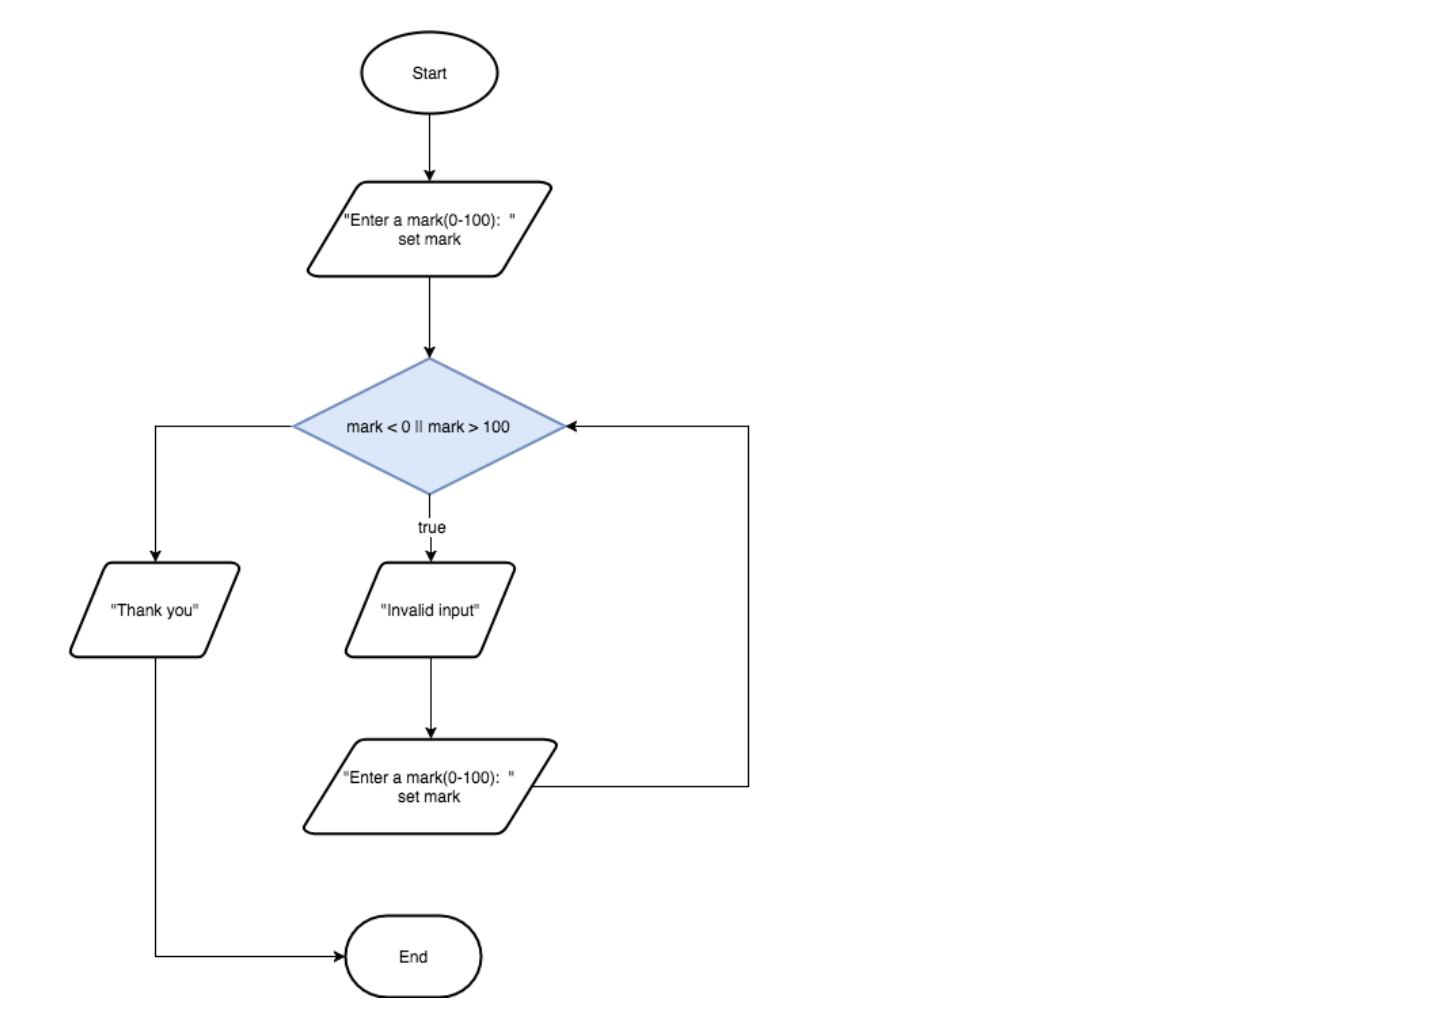 Start
"Enter a mark(0-100):  "
set mark
mark < 0 || mark > 100
true
"Thank you"
"Invalid input"
"Enter a mark(0-100):  "
set mark
End